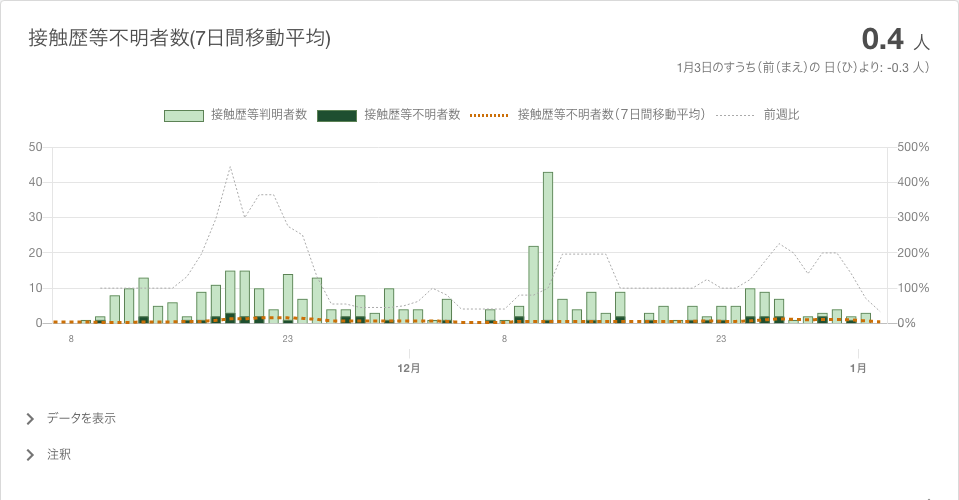 接触歴等不明者数(7日間移動平均)
0.4 人
1月3日のすうち(前(まえ)の 日(ひ)より: -0.3 人)
接触歴等判明者数 接触歴等不明者数 接触歴等不明者数(7日間移動平均) 前週比
50 500%
40 400%
30 300%
20 200%
10 100%
0 0%
8 23 8 23
12月 1月
データを表示
注釈